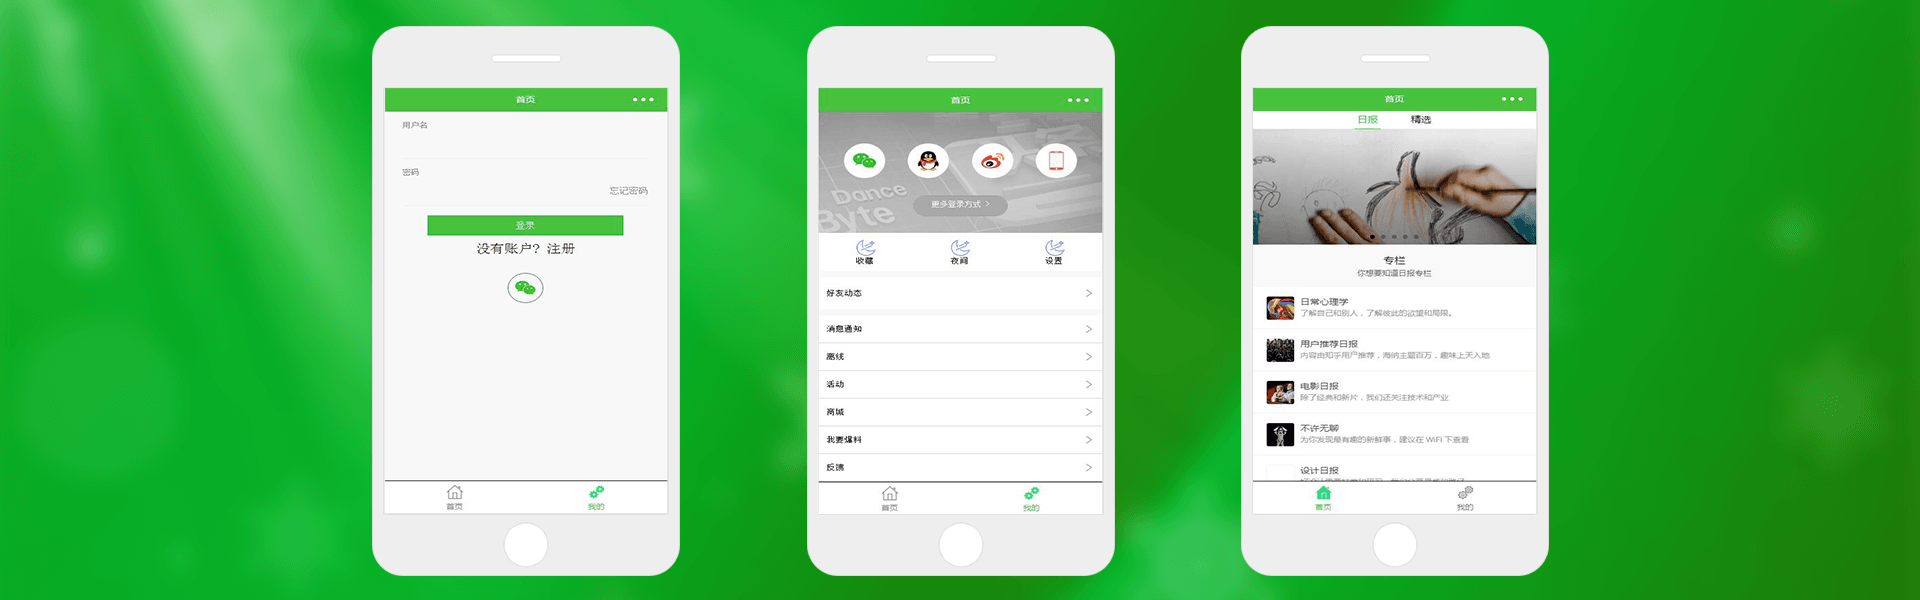 首页
用户名
密码
忘记密码
登录
没有账户？注册
首页
我的
首页
Dance
Byte
更多登录方式 >
收藏
夜间
设置
好友动态
消息通知
离线
活动
商城
我要爆料
反馈
首页
我的
首页
日报
精选
专栏
你想要知道日报专栏
日常心理学
了解自己和别人，了解彼此的欲望和局限。
用户推荐日报
内容由知乎用户推荐，海纳主题百万，趣味上天入地
电影日报
除了经典和新片，我们还关注技术和产业
不许无聊
为你发现最有趣的新鲜事，建议在 WiFi 下查看
设计日报
首页
我的